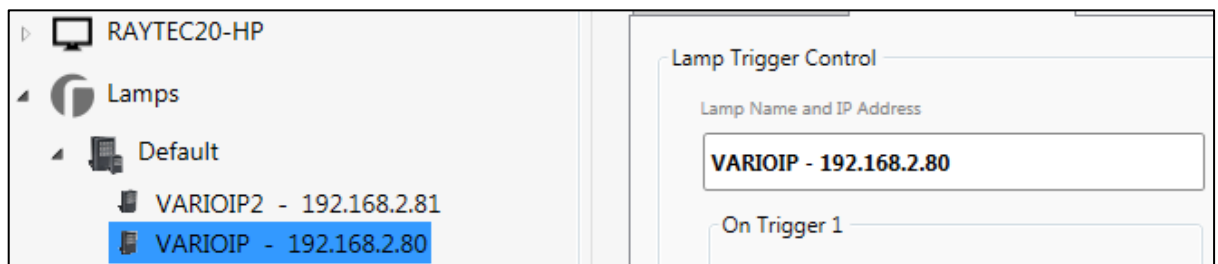 RAYTEC20-HP
Lamps
Default
VARIOIP2 - 192.168.2.81
VARIOIP - 192.168.2.80
Lamp Trigger Control
Lamp Name and IP Address
VARIOIP - 192.168.2.80
On Trigger 1